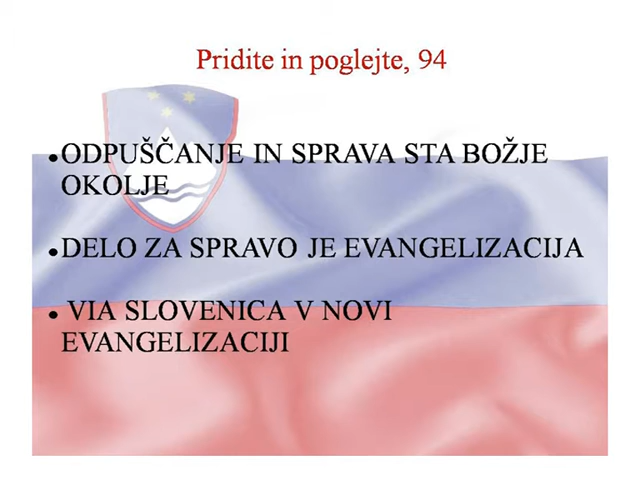 Pridite in poglejte, 94
•ODPUŠČANJE IN SPRAVA STA BOŽJE
OKOLJE
•DELO ZA SPRAVO JE EVANGELIZACIJA
• VIA SLOVENICA V NOVI
EVANGELIZACIJI